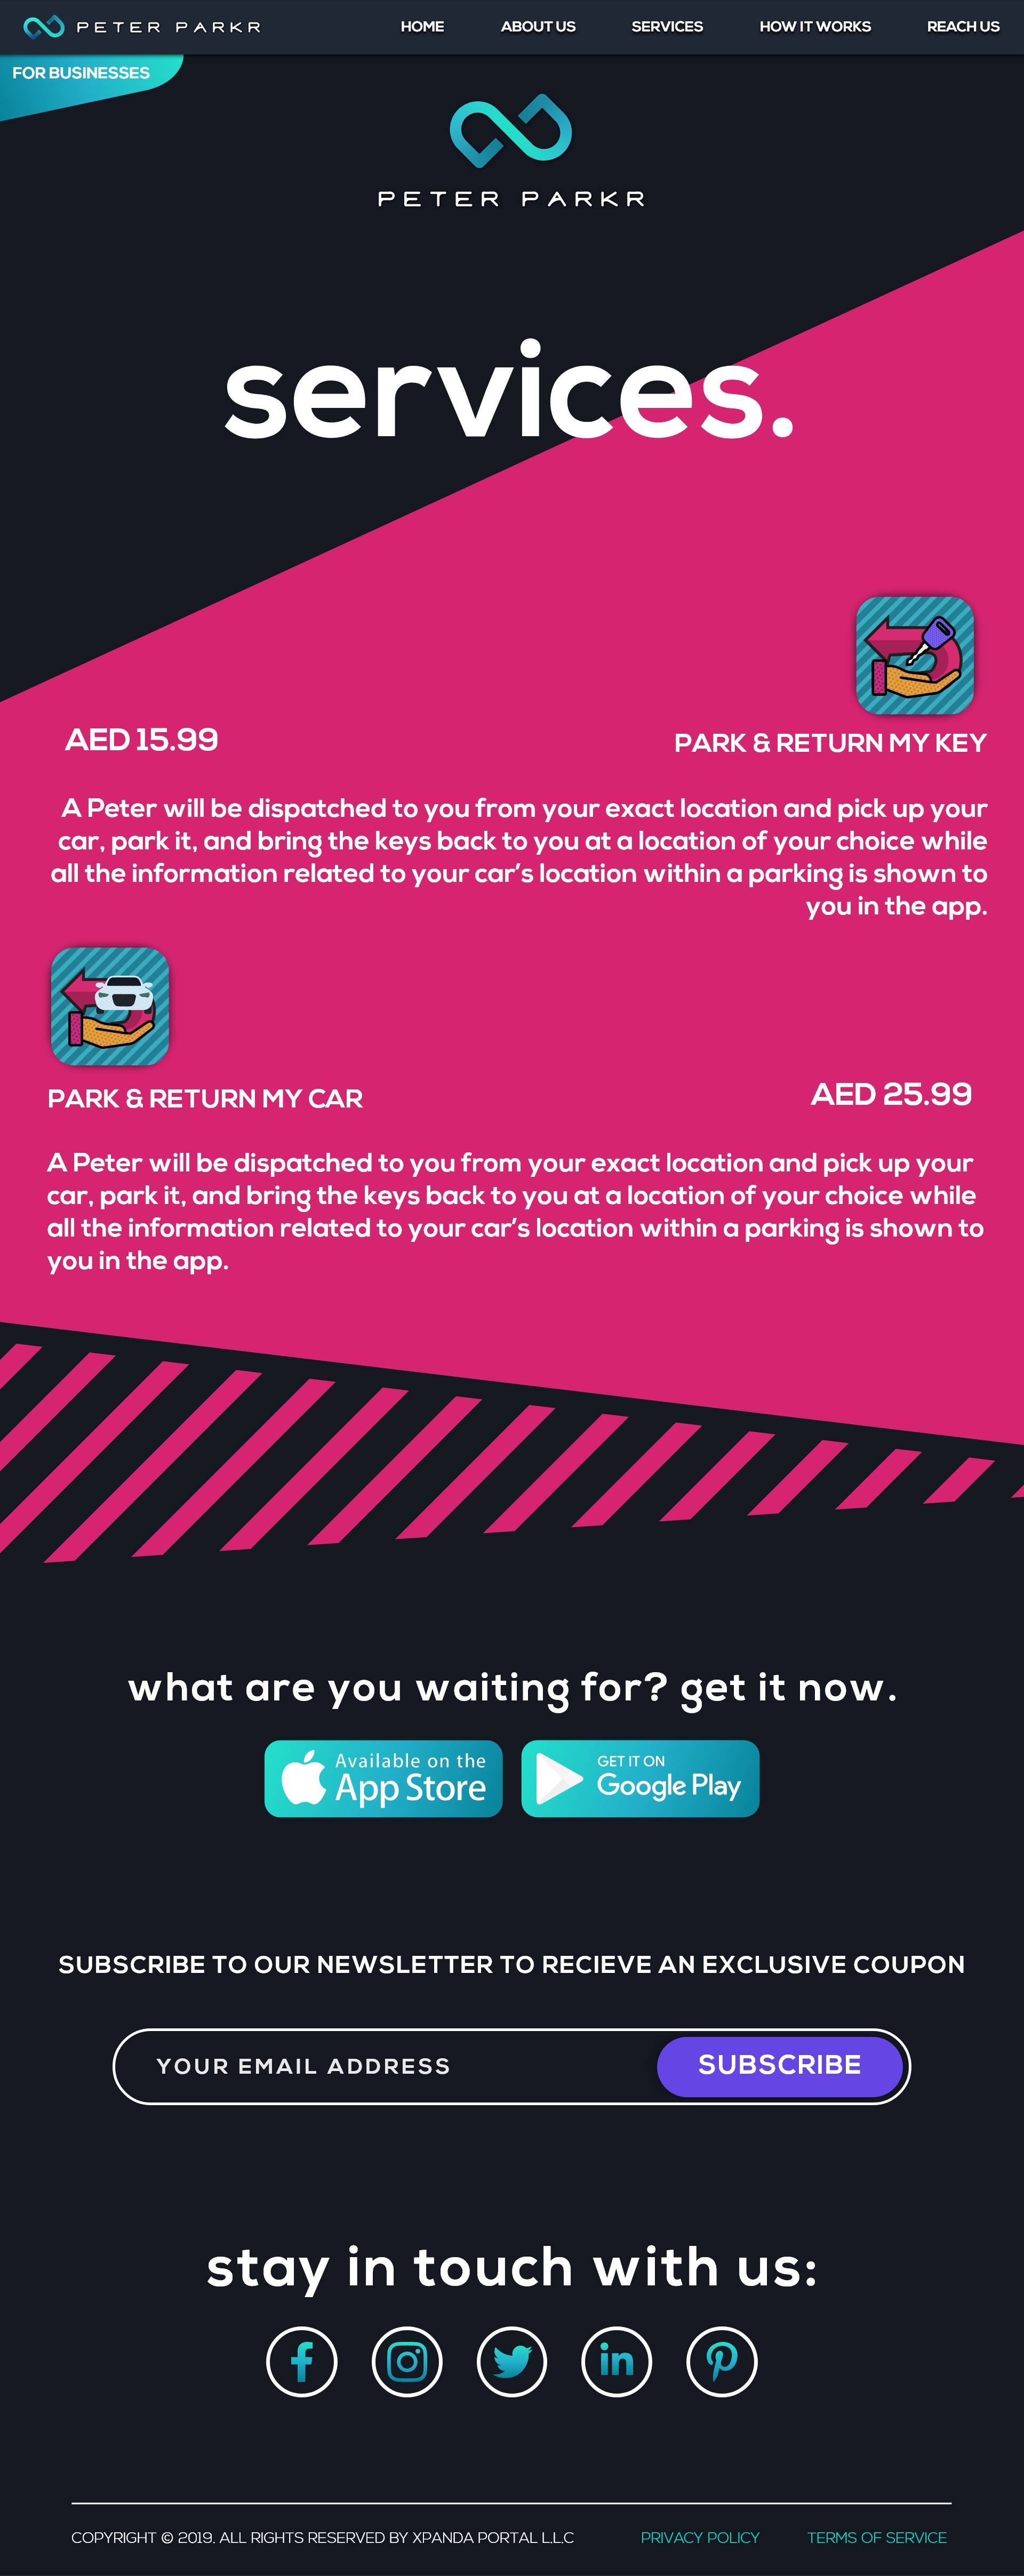 PETER PARKR
HOME ABOUT US SERVICES HOW IT WORKS REACH US
FOR BUSINESSES
PETER PARKR
services.
AED 15.99
PARK & RETURN MY KEY
A Peter will be dispatched to you from your exact location and pick up your
car, park it, and bring the keys back to you at a location of your choice while
all the information related to your car's location within a parking is shown to
you in the app.
PARK & RETURN MY CAR
AED 25.99
A Peter will be dispatched to you from your exact location and pick up your
car, park it, and bring the keys back to you at a location of your choice while
all the information related to your car's location within a parking is shown to
you in the app.
what are you waiting for? get it now.
Available on the
App Store
GET IT ON
Google Play
SUBSCRIBE TO OUR NEWSLETTER TO RECIEVE AN EXCLUSIVE COUPON
YOUR EMAIL ADDRESS
SUBSCRIBE
stay in touch with us:
COPYRIGHT © 2019. ALL RIGHTS RESERVED BY XPANDA PORTAL L.L.C
PRIVACY POLICY
TERMS OF SERVICE